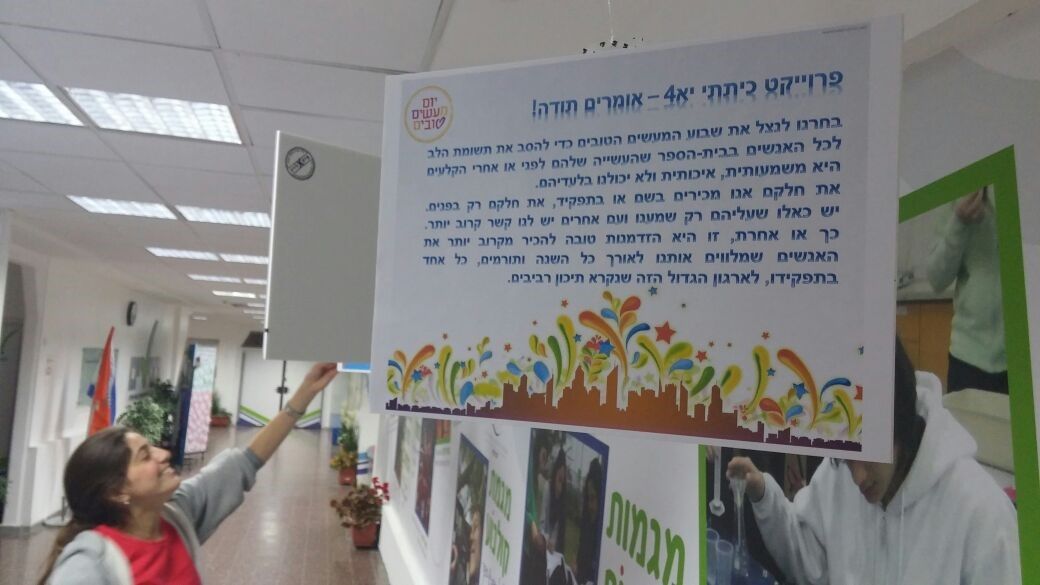 פרוייקט כיתתי יא4 – אומרים תודה!
יום
מעשים
טובים
בחרנו לנצל את שבוע המעשים הטובים כדי להסב את תשומת הלב
לכל האנשים בבית-הספר שהעשייה שלהם לפני או אחרי הקלעים
היא משמעותית, איכותית ולא יכולנו בלעדיהם.
את חלקם אנו מכירים בשם או בתפקיד, את חלקם רק בפנים.
יש כאלו שעליהם רק שמענו ועם אחרים יש לנו קשר קרוב יותר.
כך או אחרת, זו היא הזדמנות טובה להכיר מקרוב יותר את
האנשים שמלווים אותנו לאורך כל השנה ותורמים, כל אחד
בתפקידו, לארגון הגדול הזה שנקרא תיכון רביבים.
מגמות
מגמת
קולנוע